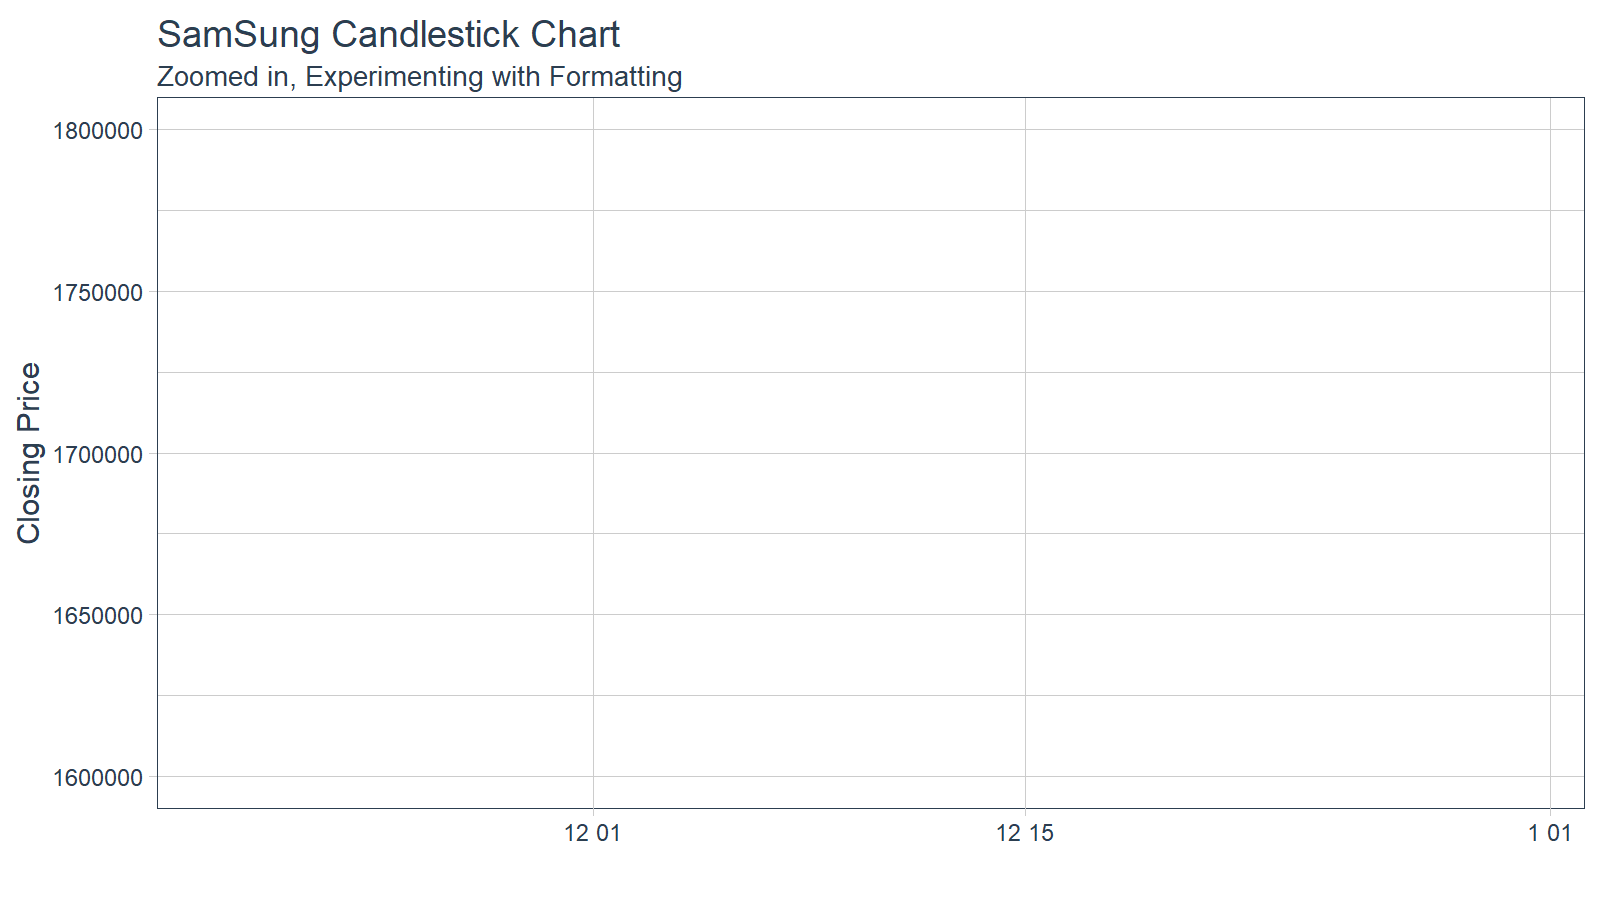 SamSung Candlestick Chart
Zoomed in, Experimenting with Formatting
Closing Price
1800000
1750000
1700000
1650000
1600000
12 01
12 15
1 01